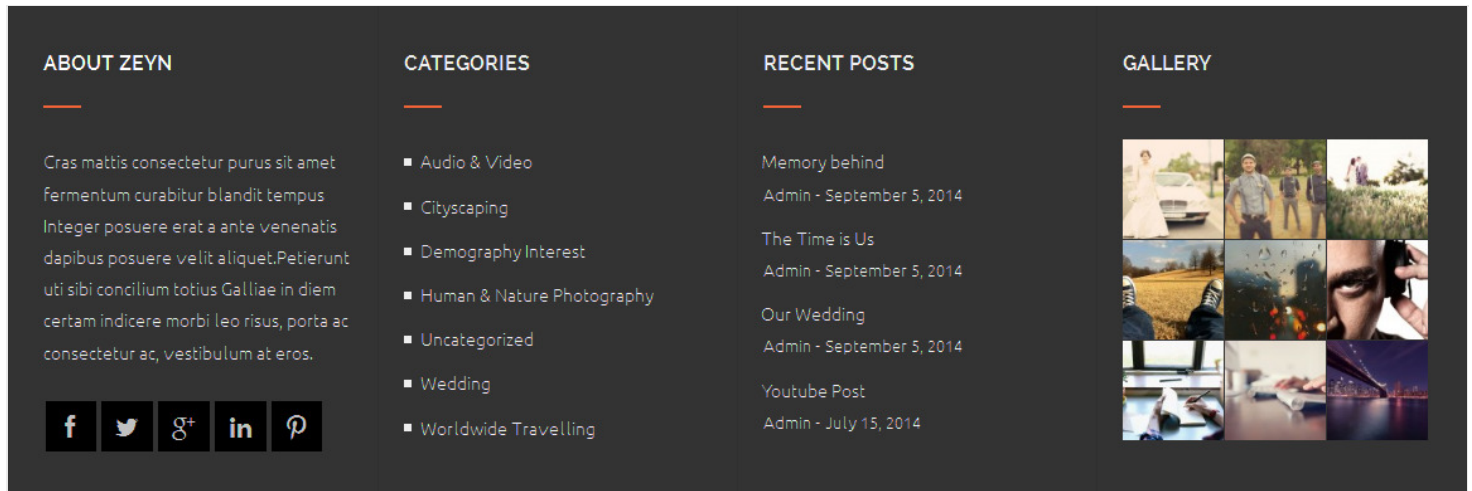 ABOUT ZEYN
Cras mattis consectetur purus sit amet
fermentum curabitur blandit tempus
Integer posuere erat a ante venenatis
dapibus posuere velit aliquet.Petierunt
uti sibi concilium totius Galliae in diem
certam indicere morbi leo risus, porta ac
consectetur ac, vestibulum at eros.
f
g+
in
CATEGORIES
Audio & Video
Cityscaping
Demography Interest
Human & Nature Photography
Uncategorized
Wedding
Worldwide Travelling
RECENT POSTS
Memory behind
Admin - September 5, 2014
The Time is Us
Admin - September 5, 2014
Our Wedding
Admin - September 5, 2014
Youtube Post
Admin - July 15, 2014
GALLERY